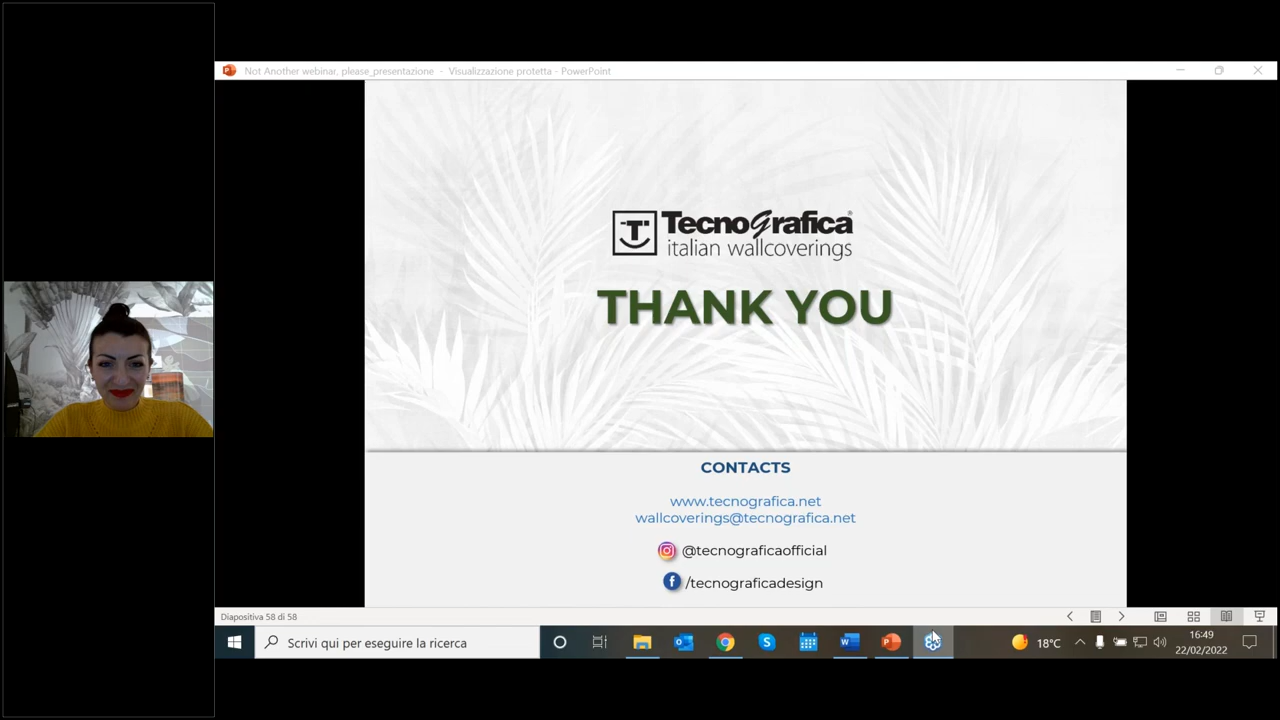 Not Another webinar, please_presentazione - Visualizzazione protetta - PowerPoint
TecnoGrafica®
italian wallcoverings
THANK YOU
CONTACTS
www.tecnografica.net
wallcoverings@tecnografica.net
@tecnograficaofficial
/tecnograficadesign
Diapositiva 58 di 58
Scrivi qui per eseguire la ricerca
18°C
16:49
22/02/2022